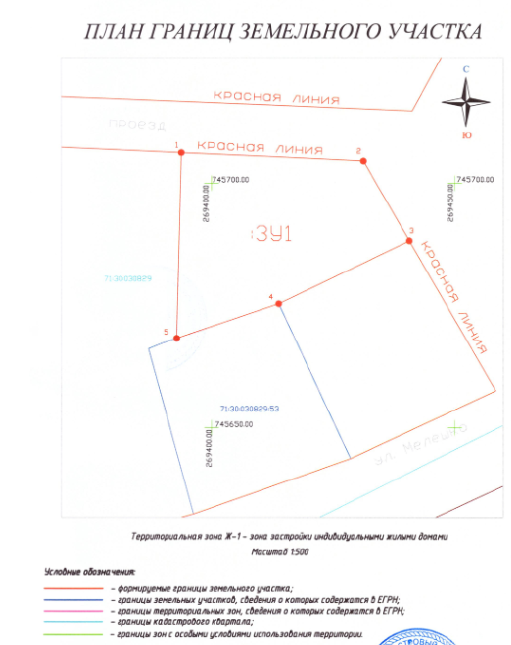 ПЛАН ГРАНИЦ ЗЕМЕЛЬНОГО УЧАСТКА
С
КРАСНАЯ ЛИНИЯ
ПРОЕЗД
Ю
1
КРАСНАЯ ЛИНИЯ
2
745700.00
269400.00
745700.00
269450.00
:ЗУ1
3
КРАСНАЯ ЛИНИЯ
71:30:030829
4
5
71:30:030829:53
745650.00
269400.00
ул.
Территориальная зона Ж-1 - зона застройки индивидуальными жилыми домами
Масштаб 1:500
Условные обозначения:
- формируемые границы земельного участка;
- границы земельных участков, сведения о которых содержатся в ЕГРН;
- границы территориальных зон, сведения о которых содержатся в ЕГРН;
- границы кадастрового квартала;
- границы зон с особыми условиями использования территории.